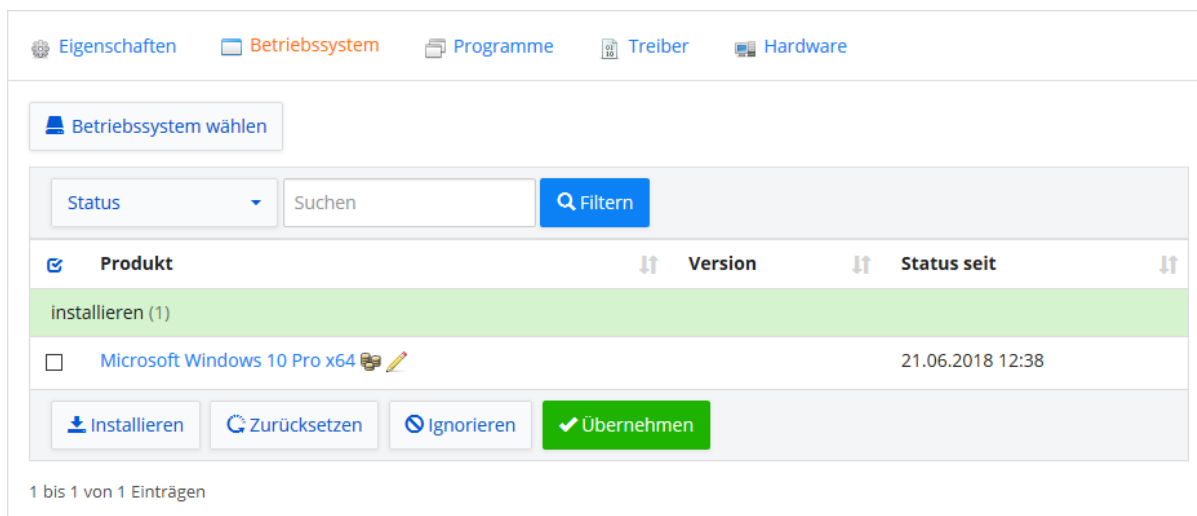 Eigenschaften Betriebssystem Programme Treiber Hardware
Betriebssystem wählen
Status Suchen Filtern
Produkt Version Status seit
installieren (1)
Microsoft Windows 10 Pro x64 21.06.2018 12:38
Installieren Zurücksetzen Ignorieren Übernehmen
1 bis 1 von 1 Einträgen